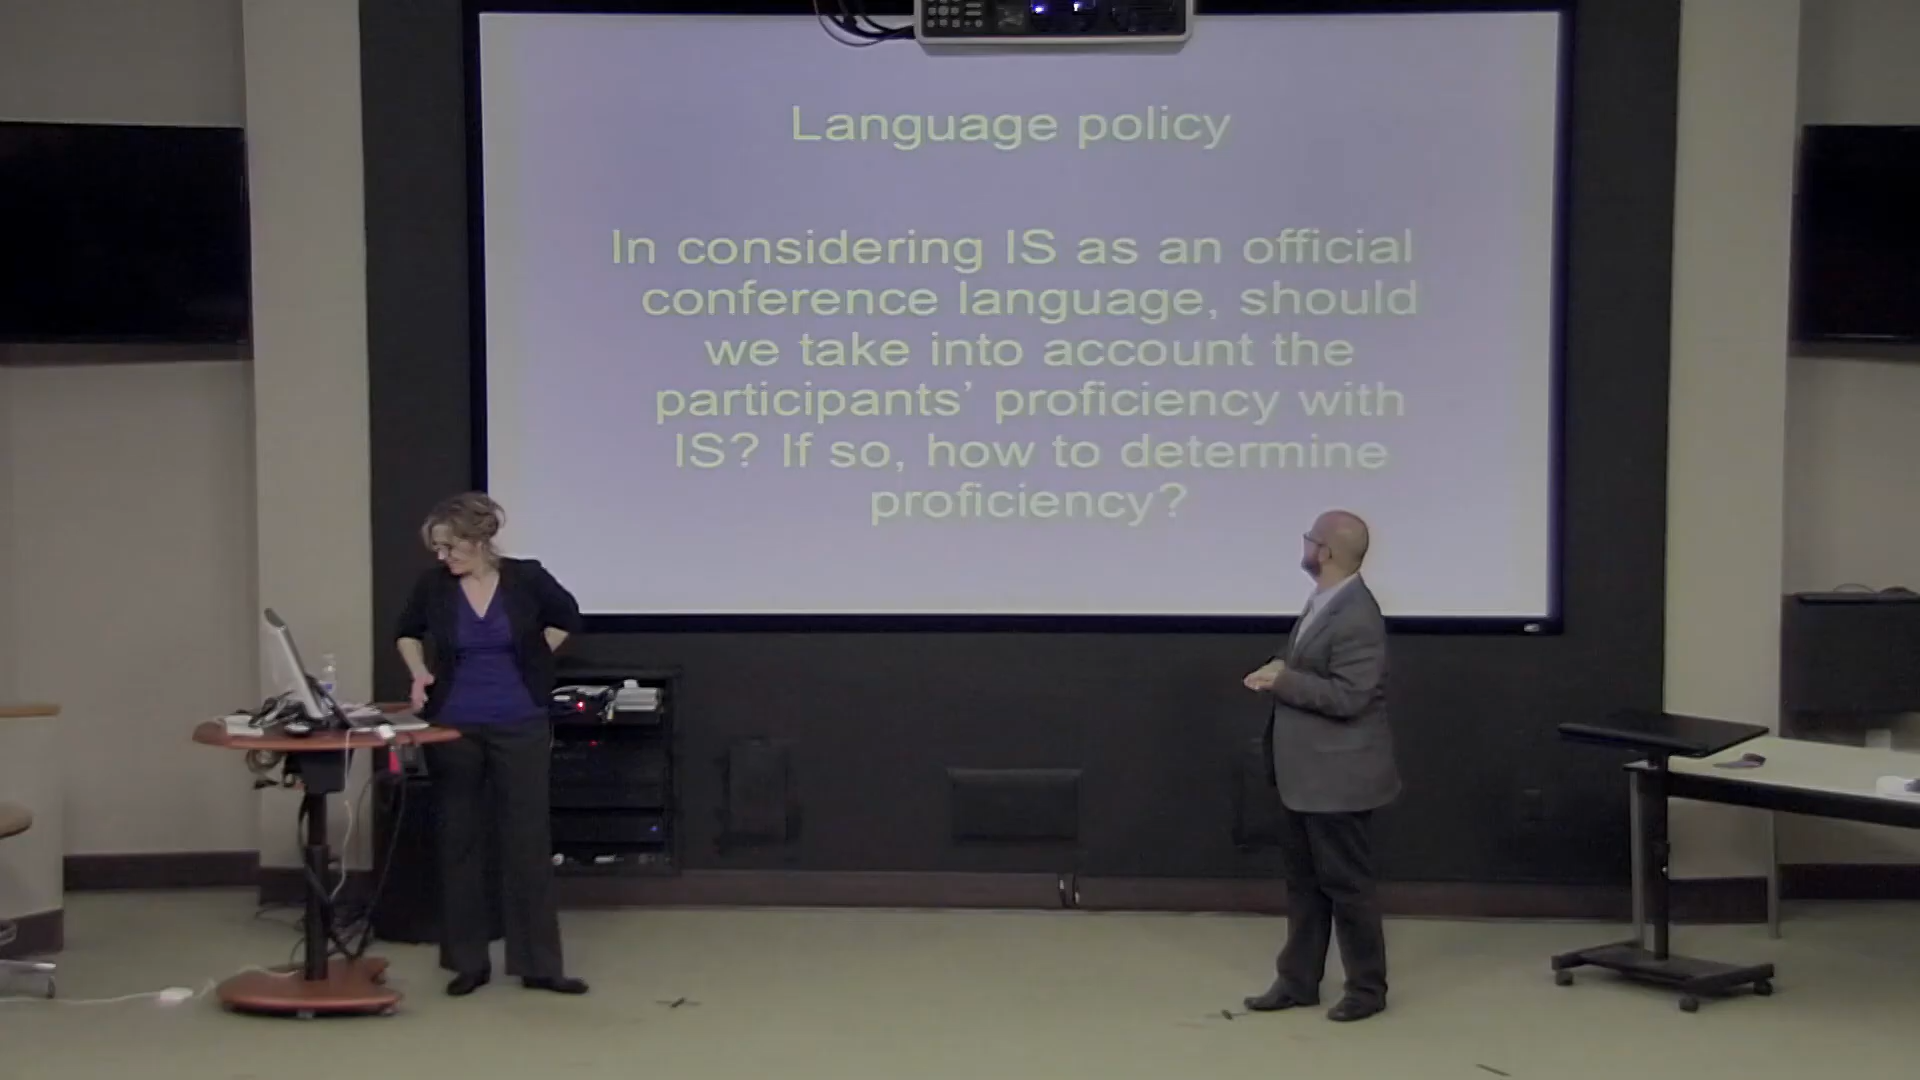 Language policy
In considering IS as an official
conference language, should
we take into account the
participants’ proficiency with
IS? If so, how to determine
proficiency?